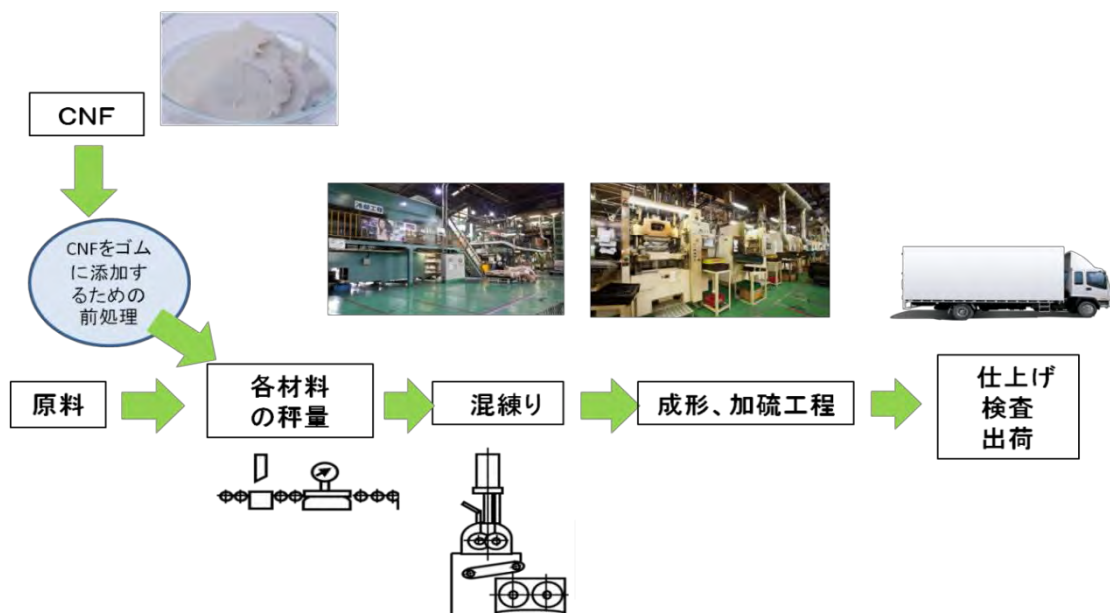 CNF
CNFをゴム
に添加す
るための
前処理
原料
各材料
の秤量
混練り
成形、加硫工程
仕上げ
検査
出荷